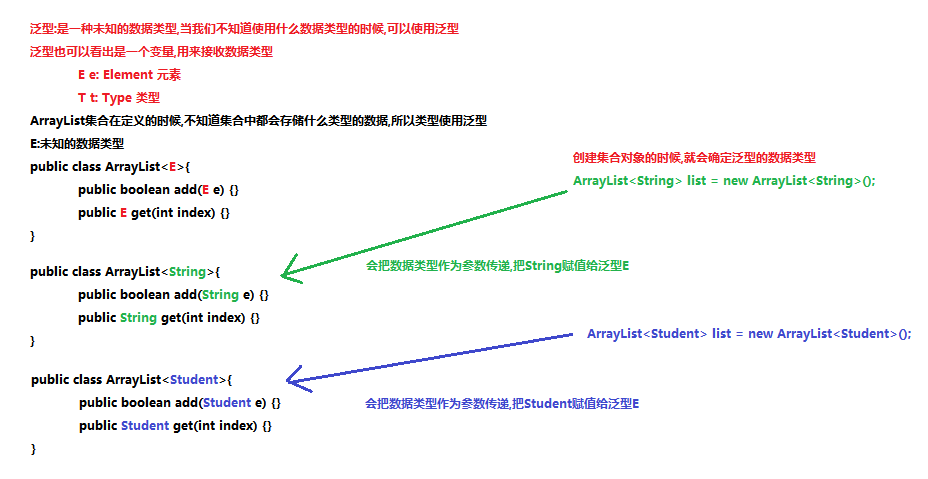 泛型:是一种未知的数据类型,当我们不知道使用什么数据类型的时候,可以使用泛型
泛型也可以看出是一个变量,用来接收数据类型
E e: Element 元素
T t: Type 类型
ArrayList集合在定义的时候,不知道集合中都会存储什么类型的数据,所以类型使用泛型
E:未知的数据类型
public class ArrayList<E>{
public boolean add(E e) {}
public E get(int index) {}
}
创建集合对象的时候,就会确定泛型的数据类型
ArrayList<String> list = new ArrayList<String>();
会把数据类型作为参数传递,把String赋值给泛型E
public class ArrayList<String>{
public boolean add(String e) {}
public String get(int index) {}
}
ArrayList<Student> list = new ArrayList<Student>();
public class ArrayList<Student>{
public boolean add(Student e) {}
public Student get(int index) {}
}
会把数据类型作为参数传递,把Student赋值给泛型E